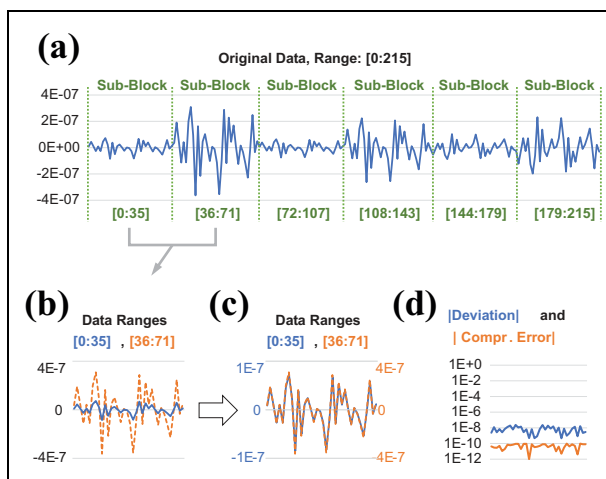 (a)
Original Data, Range: [0:215]
Sub-Block Sub-Block Sub-Block Sub-Block Sub-Block Sub-Block
4E-07
2E-07
0E+00
-2E-07
-4E-07
[0:35] [36:71] [72:107] [108:143] [144:179] [179:215]
(b)
Data Ranges
[0:35] , [36:71]
4E-7
0
-4E-7
(c)
Data Ranges
[0:35] , [36:71]
1E-7 4E-7
0 0
-1E-7 -4E-7
(d)
|Deviation| and
| Compr. Error|
1E+0
1E-2
1E-4
1E-6
1E-8
1E-10
1E-12